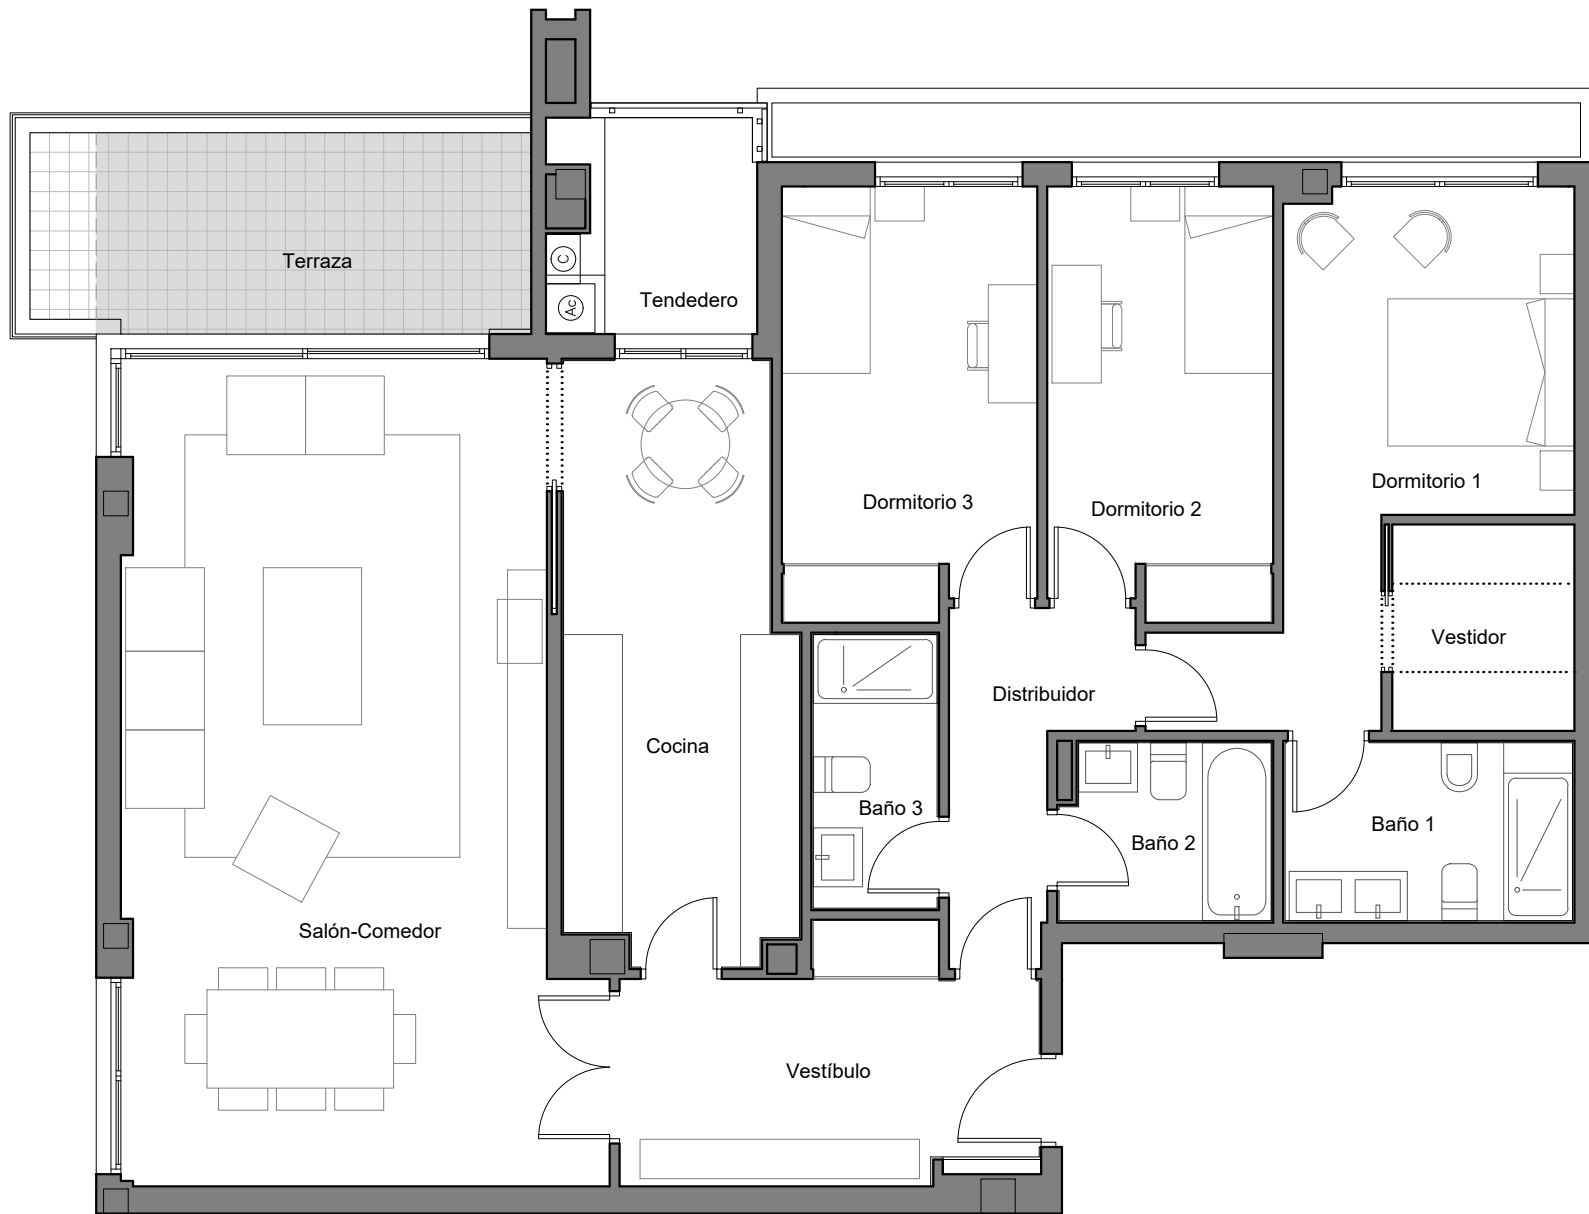 Terraza
C
Ac
Tendedero
Dormitorio 3
Dormitorio 2
Dormitorio 1
Vestidor
Distribuidor
Cocina
Baño 3
Baño 2
Baño 1
Salón-Comedor
Vestíbulo